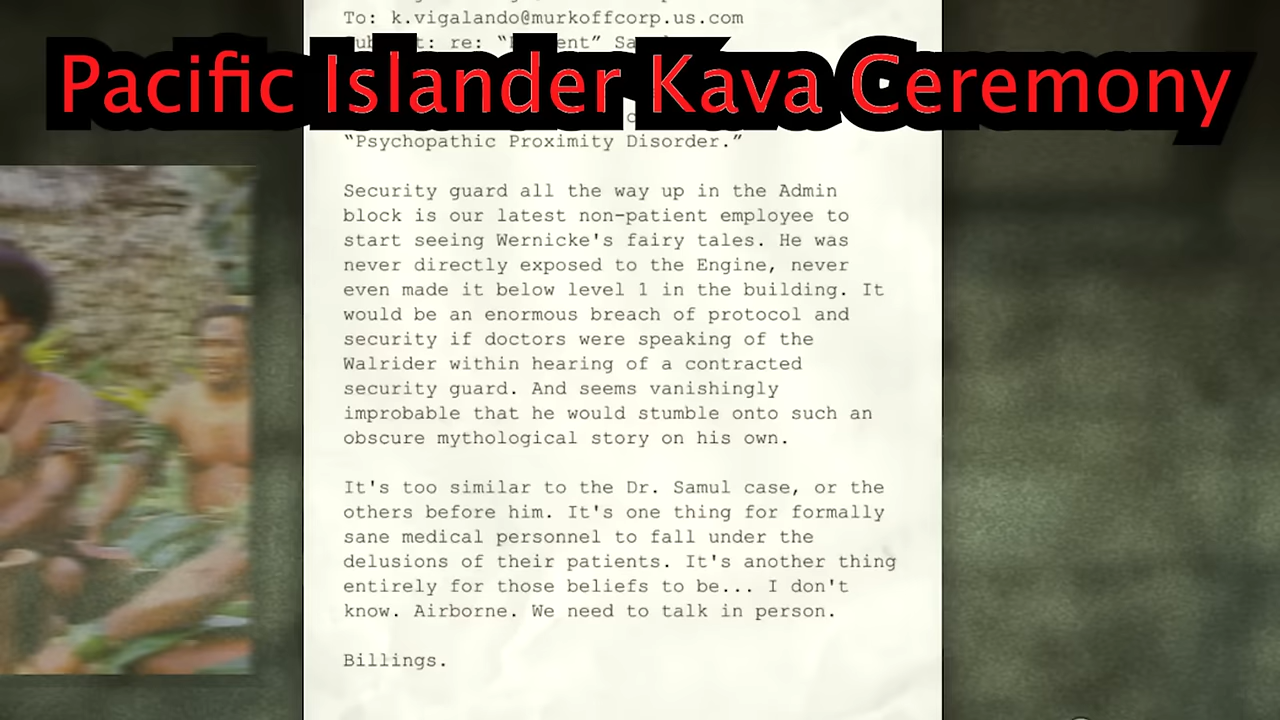 To: k.vigalando@murkoffcorp.us.com
Pacific Islander Kava Ceremony
“Psychopathic Proximity Disorder.”
Security guard all the way up in the Admin
block is our latest non-patient employee to
start seeing Wernicke's fairy tales. He was
never directly exposed to the Engine, never
even made it below level 1 in the building. It
would be an enormous breach of protocol and
security if doctors were speaking of the
Walrider within hearing of a contracted
security guard. And seems vanishingly
improbable that he would stumble onto such an
obscure mythological story on his own.
It's too similar to the Dr. Samul case, or the
others before him. It's one thing for formally
sane medical personnel to fall under the
delusions of their patients. It's another thing
entirely for those beliefs to be... I don't
know. Airborne. We need to talk in person.
Billings.